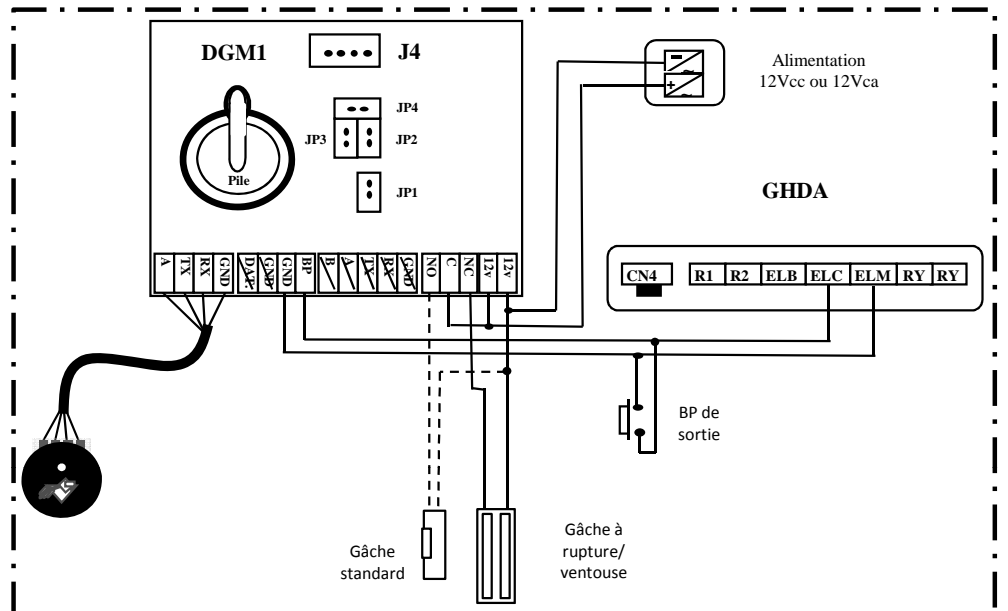 DGM1
J4
JP4
JP3
JP2
Pile
JP1
Alimentation
12Vcc ou 12Vca
-
~
+
~
GHDA
A
TX
RX
GND
DATA
GND
GND
BP
B
A
TX
RX
GND
NO
C
NC
12v
12v
CN4
R1
R2
ELB
ELC
ELM
RY
RY
BP de
sortie
Gâche
standard
Gâche à
rupture/
ventouse